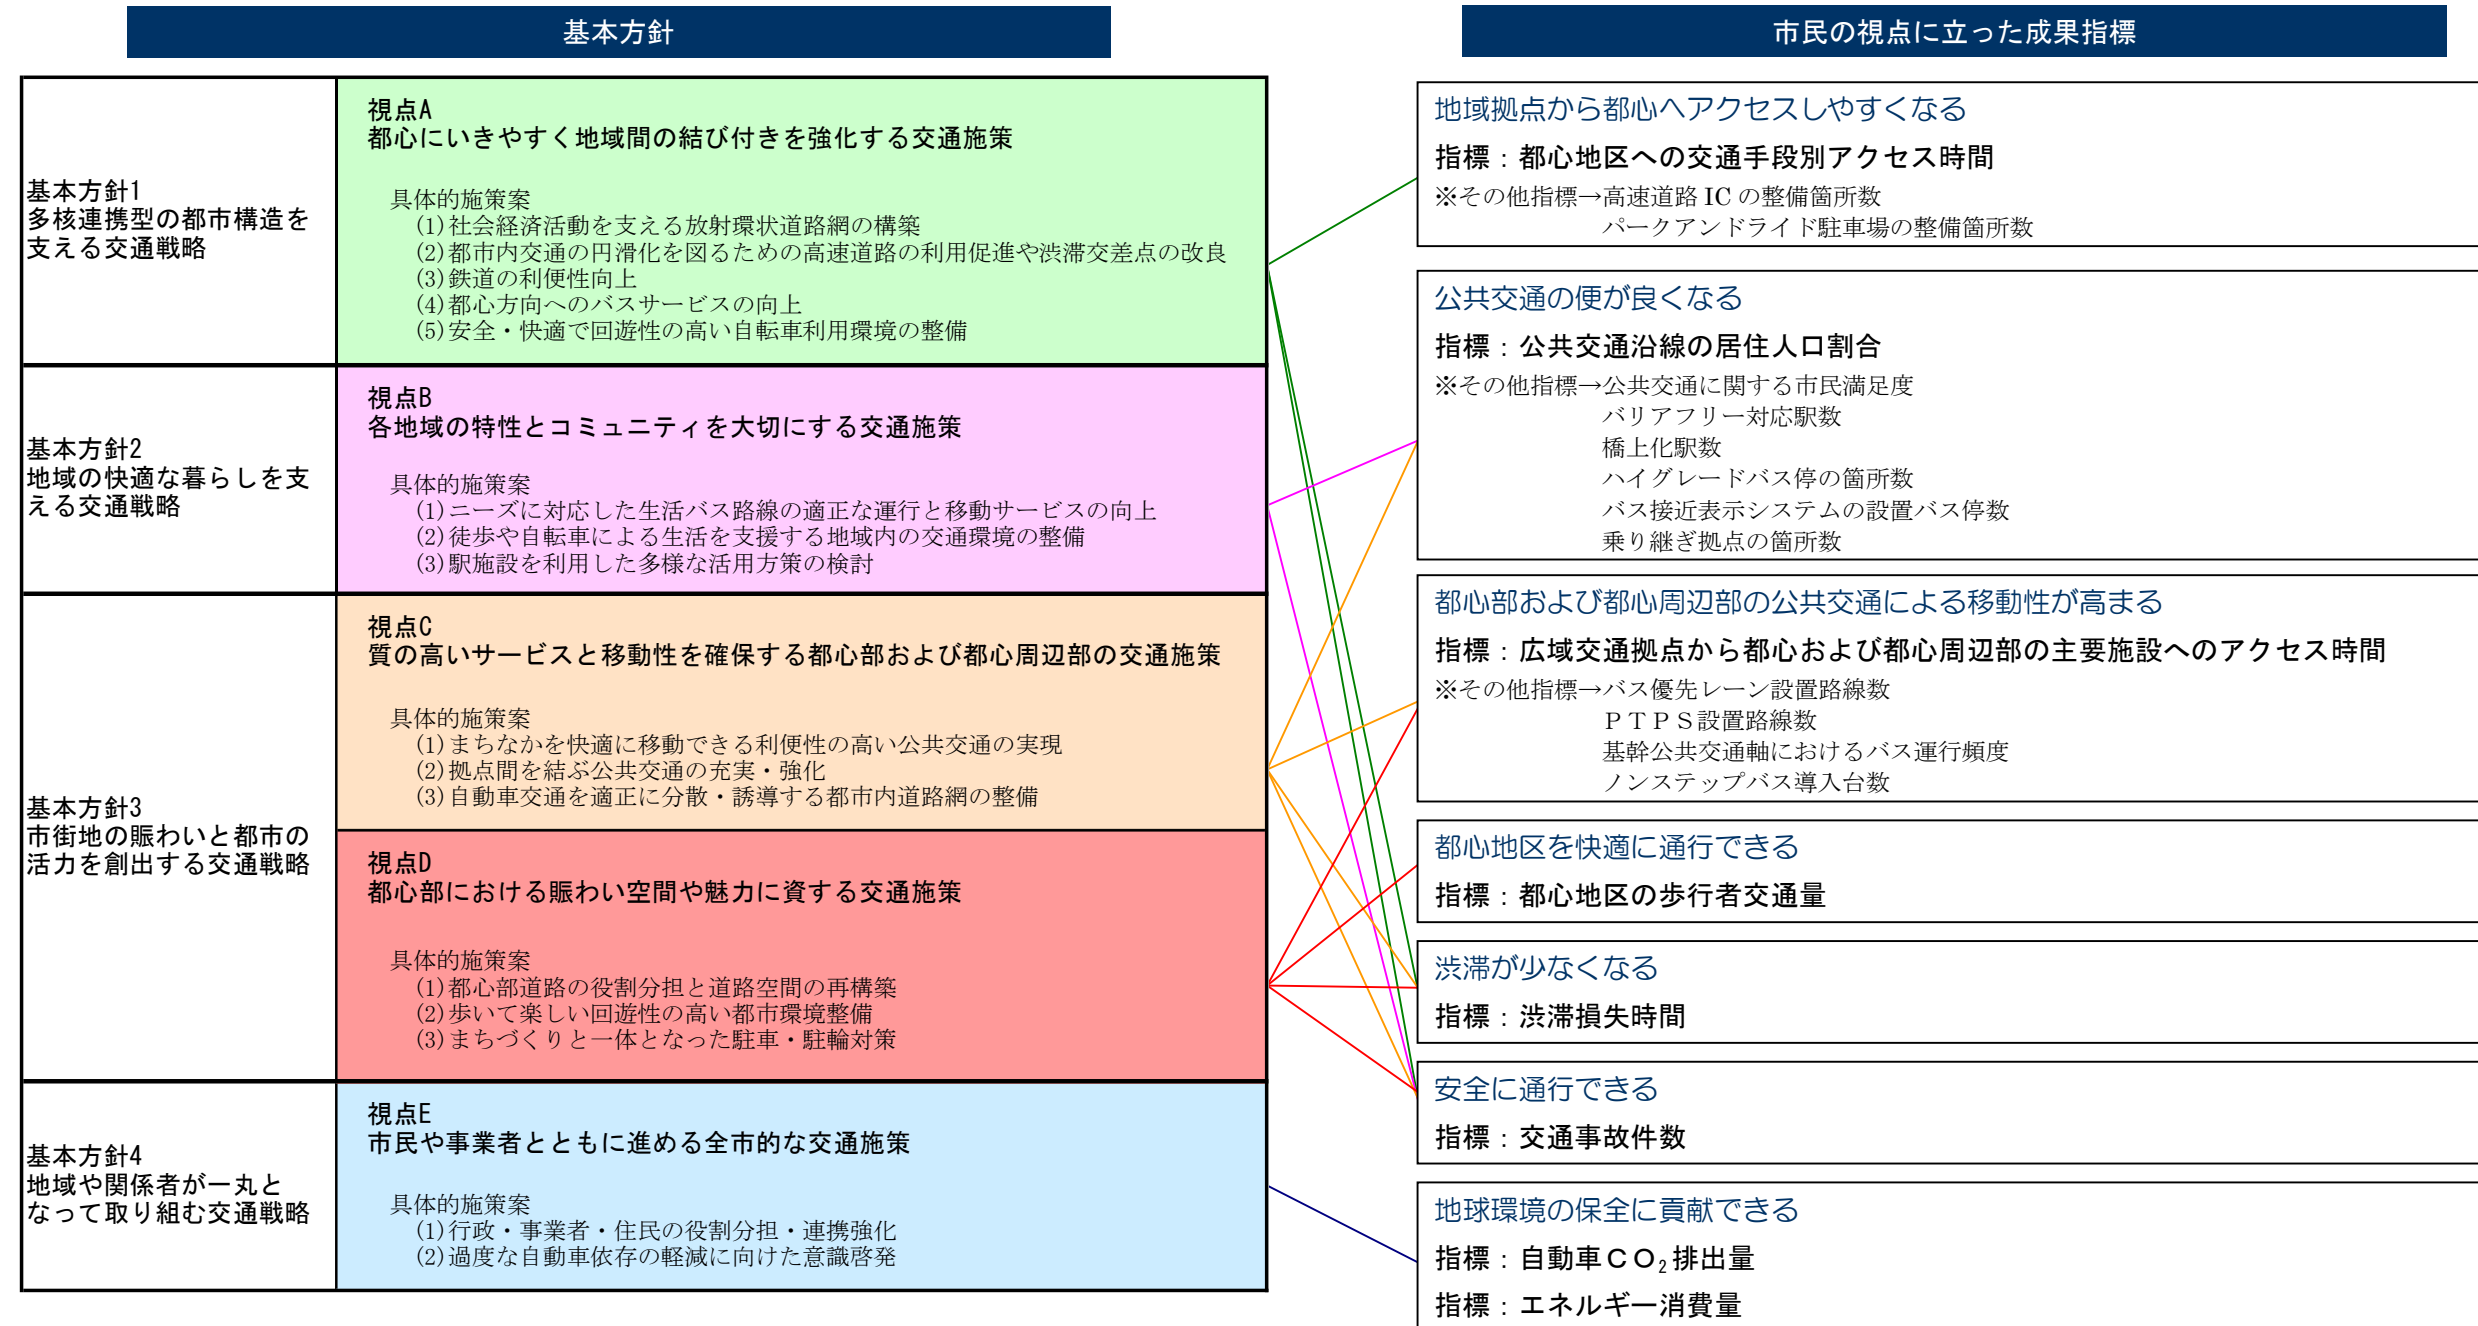 基本方針
市民の視点に立った成果指標
基本方針1
多核連携型の都市構造を
支える交通戦略
視点A
都心にいきやすく地域間の結び付きを強化する交通施策
具体的施策案
(1)社会経済活動を支える放射環状道路網の構築
(2)都市内交通の円滑化を図るための高速道路の利用促進や渋滞交差点の改良
(3)鉄道の利便性向上
(4)都心方向へのバスサービスの向上
(5)安全・快適で回遊性の高い自転車利用環境の整備
基本方針2
地域の快適な暮らしを支
える交通戦略
視点B
各地域の特性とコミュニティを大切にする交通施策
具体的施策案
(1)ニーズに対応した生活バス路線の適正な運行と移動サービスの向上
(2)徒歩や自転車による生活を支援する地域内の交通環境の整備
(3)駅施設を利用した多様な活用方策の検討
基本方針3
市街地の賑わいと都市の
活力を創出する交通戦略
視点C
質の高いサービスと移動性を確保する都心部および都心周辺部の交通施策
具体的施策案
(1)まちなかを快適に移動できる利便性の高い公共交通の実現
(2)拠点間を結ぶ公共交通の充実・強化
(3)自動車交通を適正に分散・誘導する都市内道路網の整備
視点D
都心部における賑わい空間や魅力に資する交通施策
具体的施策案
(1)都心部道路の役割分担と道路空間の再構築
(2)歩いて楽しい回遊性の高い都市環境整備
(3)まちづくりと一体となった駐車・駐輪対策
基本方針4
地域や関係者が一丸と
なって取り組む交通戦略
視点E
市民や事業者とともに進める全市的な交通施策
具体的施策案
(1)行政・事業者・住民の役割分担・連携強化
(2)過度な自動車依存の軽減に向けた意識啓発
地域拠点から都心へアクセスしやすくなる
指標：都心地区への交通手段別アクセス時間
※その他指標→高速道路 IC の整備箇所数
パークアンドライド駐車場の整備箇所数
公共交通の便が良くなる
指標：公共交通沿線の居住人口割合
※その他指標→公共交通に関する市民満足度
バリアフリー対応駅数
橋上化駅数
ハイグレードバス停の箇所数
バス接近表示システムの設置バス停数
乗り継ぎ拠点の箇所数
都心部および都心周辺部の公共交通による移動性が高まる
指標：広域交通拠点から都心および都心周辺部の主要施設へのアクセス時間
※その他指標→バス優先レーン設置路線数
ＰＴＰＳ設置路線数
基幹公共交通軸におけるバス運行頻度
ノンステップバス導入台数
都心地区を快適に通行できる
指標：都心地区の歩行者交通量
渋滞が少なくなる
指標：渋滞損失時間
安全に通行できる
指標：交通事故件数
地球環境の保全に貢献できる
指標：自動車ＣＯ₂排出量
指標：エネルギー消費量